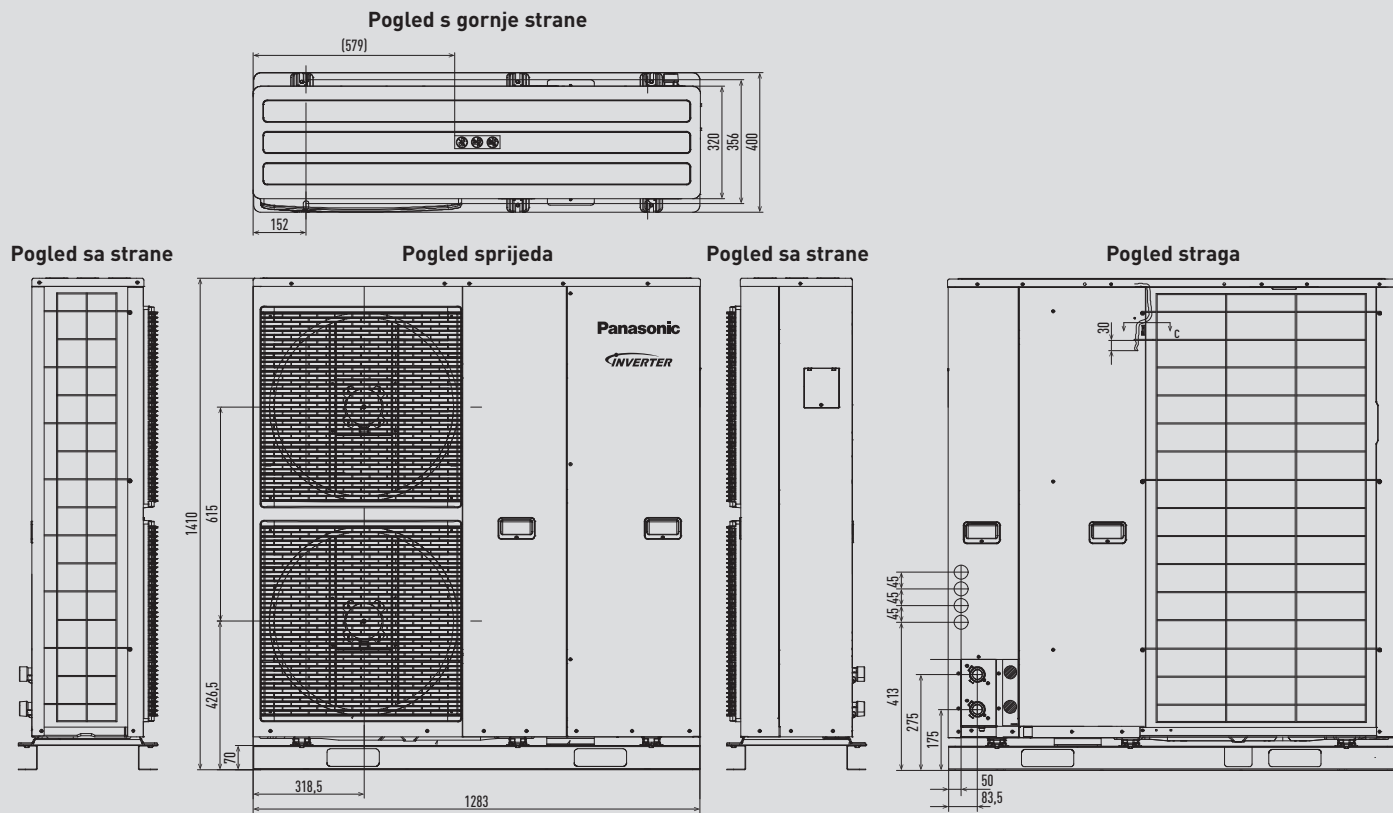 Pogled s gornje strane
(579)
320
356
400
152
Pogled sa strane
Pogled sprijeda
Pogled sa strane
Pogled straga
Panasonic
INVERTER
30
C
1410
615
426,5
70
318,5
1283
45
45
45
413
275
175
50
83,5